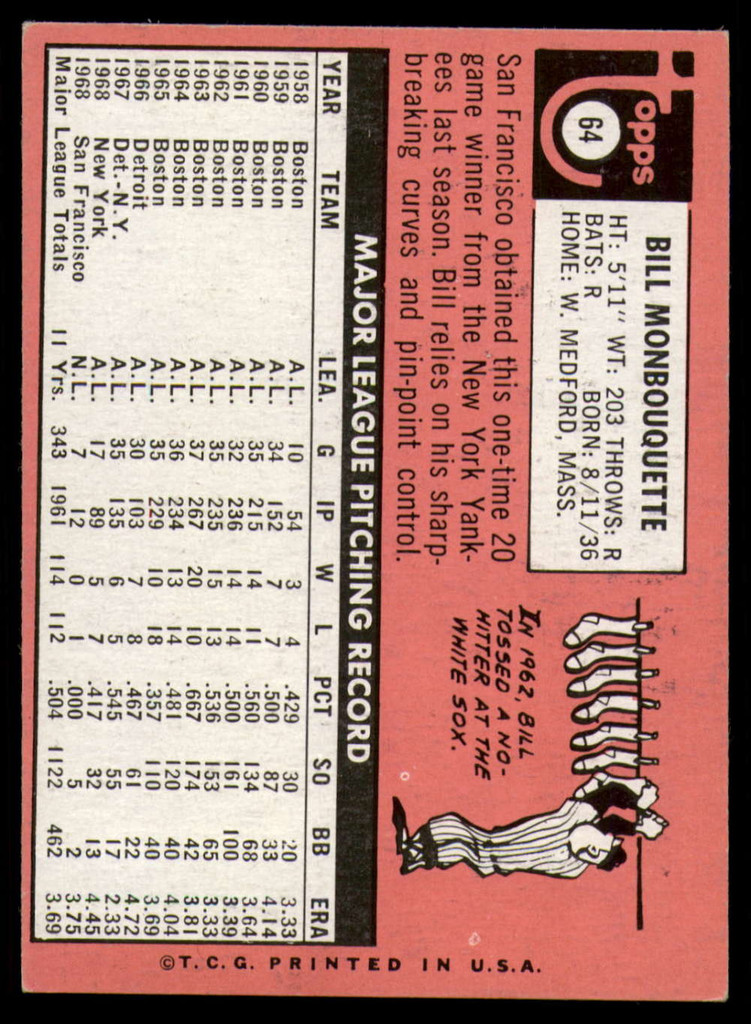 Topps
64
BILL MONBOUQUETTE
HT: 5'11" WT: 203 THROWS: R
BATS: R BORN: 8/11/36
HOME: W. MEDFORD, MASS.
San Francisco obtained this one-time 20
game winner from the New York Yank-
ees last season. Bill relies on his sharp-
breaking curves and pin-point control.
IN 1962, BILL
TOSSED A NO-
HITTER AT THE
WHITE SOX.
MAJOR LEAGUE PITCHING RECORD
YEAR TEAM LEA. G IP W L PCT SO BB ERA
1958 Boston A.L. 10 54 3 4 .429 30 20 3.33
1959 Boston A.L. 34 152 7 7 .500 87 33 4.14
1960 Boston A.L. 35 215 14 11 .560 134 68 3.64
1961 Boston A.L. 32 236 14 14 .500 161 100 3.39
1962 Boston A.L. 35 235 15 13 .536 153 65 3.33
1963 Boston A.L. 37 267 20 10 .667 174 42 3.81
1964 Boston A.L. 36 234 13 14 .481 120 40 4.04
1965 Boston A.L. 35 229 10 18 .357 110 40 3.69
1966 Detroit A.L. 30 103 7 8 .467 61 22 4.72
1967 Det.-N.Y. A.L. 35 135 6 5 .545 55 17 2.33
1968 New York A.L. 17 89 5 7 .417 32 13 4.45
1968 San Francisco N.L. 7 12 0 1 .000 5 2 3.75
Major League Totals 11 Yrs. 343 1961 114 112 .504 1122 462 3.69
©T.C.G. PRINTED IN U.S.A.